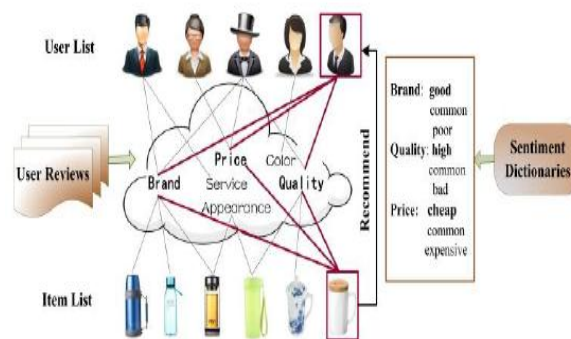 User List
User Reviews
Price
Color
Brand
Service
Quality
Appearance
Item List
Recommend
Brand: good
common
poor
Quality: high
common
bad
Price: cheap
common
expensive
Sentiment
Dictionaries